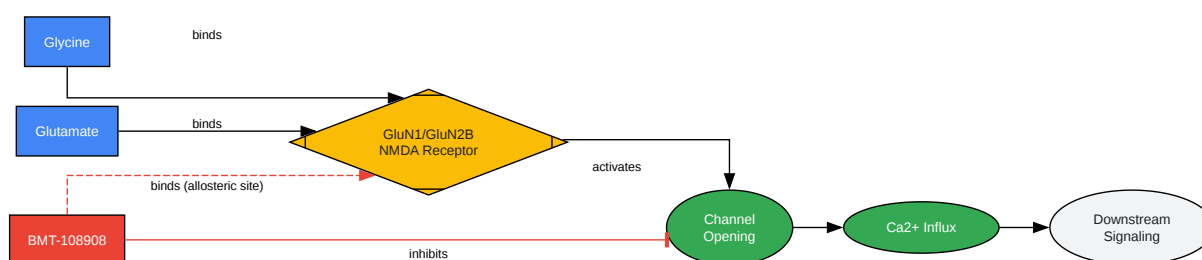 Glycine
binds
Glutamate
binds
GluN1/GluN2B
NMDA Receptor
activates
binds (allosteric site)
BMT-108908
inhibits
Channel
Opening
Ca2+ Influx
Downstream
Signaling